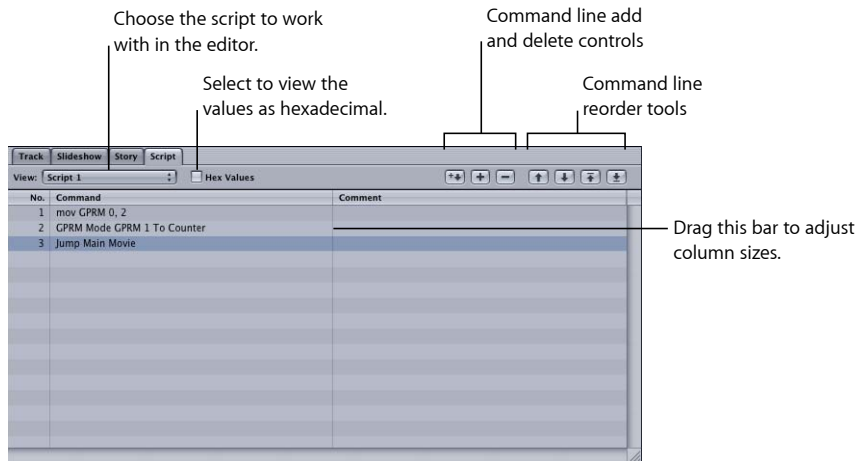 Choose the script to work
with in the editor.
Command line add
and delete controls
Select to view the
values as hexadecimal.
Command line
reorder tools
Track Slideshow Story Script
View: Script 1 Hex Values
No. Command Comment
1 mov GPRM 0, 2
2 GPRM Mode GPRM 1 To Counter
3 Jump Main Movie
Drag this bar to adjust
column sizes.